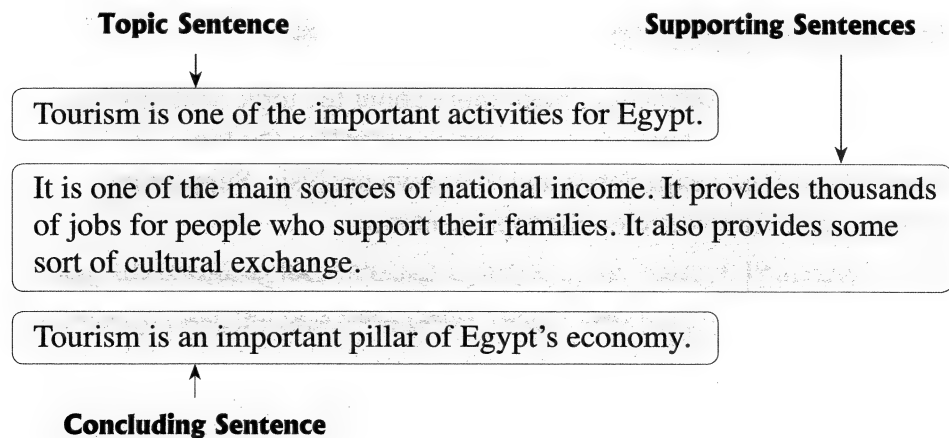 Topic Sentence
Supporting Sentences
Tourism is one of the important activities for Egypt.
It is one of the main sources of national income. It provides thousands
of jobs for people who support their families. It also provides some
sort of cultural exchange.
Tourism is an important pillar of Egypt's economy.
Concluding Sentence